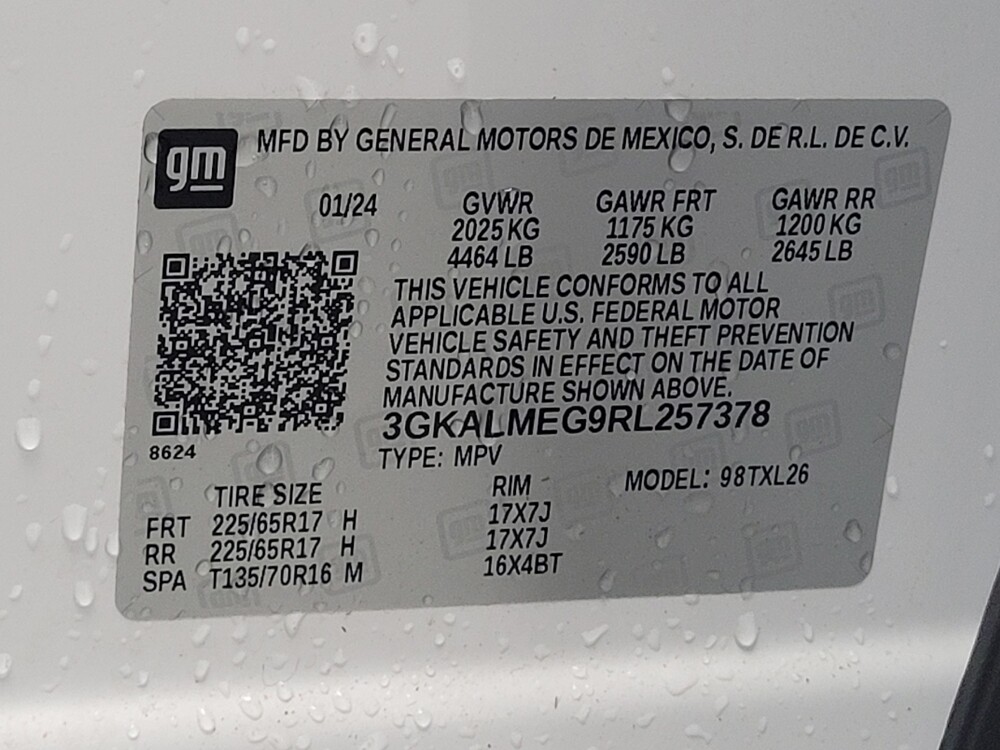 gm
MFD BY GENERAL MOTORS DE MEXICO, S. DE R.L. DE C.V.
01/24 GVWR GAWR FRT GAWR RR
2025 KG 1175 KG 1200 KG
4464 LB 2590 LB 2645 LB
THIS VEHICLE CONFORMS TO ALL
APPLICABLE U.S. FEDERAL MOTOR
VEHICLE SAFETY AND THEFT PREVENTION
STANDARDS IN EFFECT ON THE DATE OF
MANUFACTURE SHOWN ABOVE.
3GKALMEG9RL257378
8624
TYPE: MPV MODEL: 98TXL26
TIRE SIZE RIM
FRT 225/65R17 H 17X7J
RR 225/65R17 H 17X7J
SPA T135/70R16 M 16X4BT